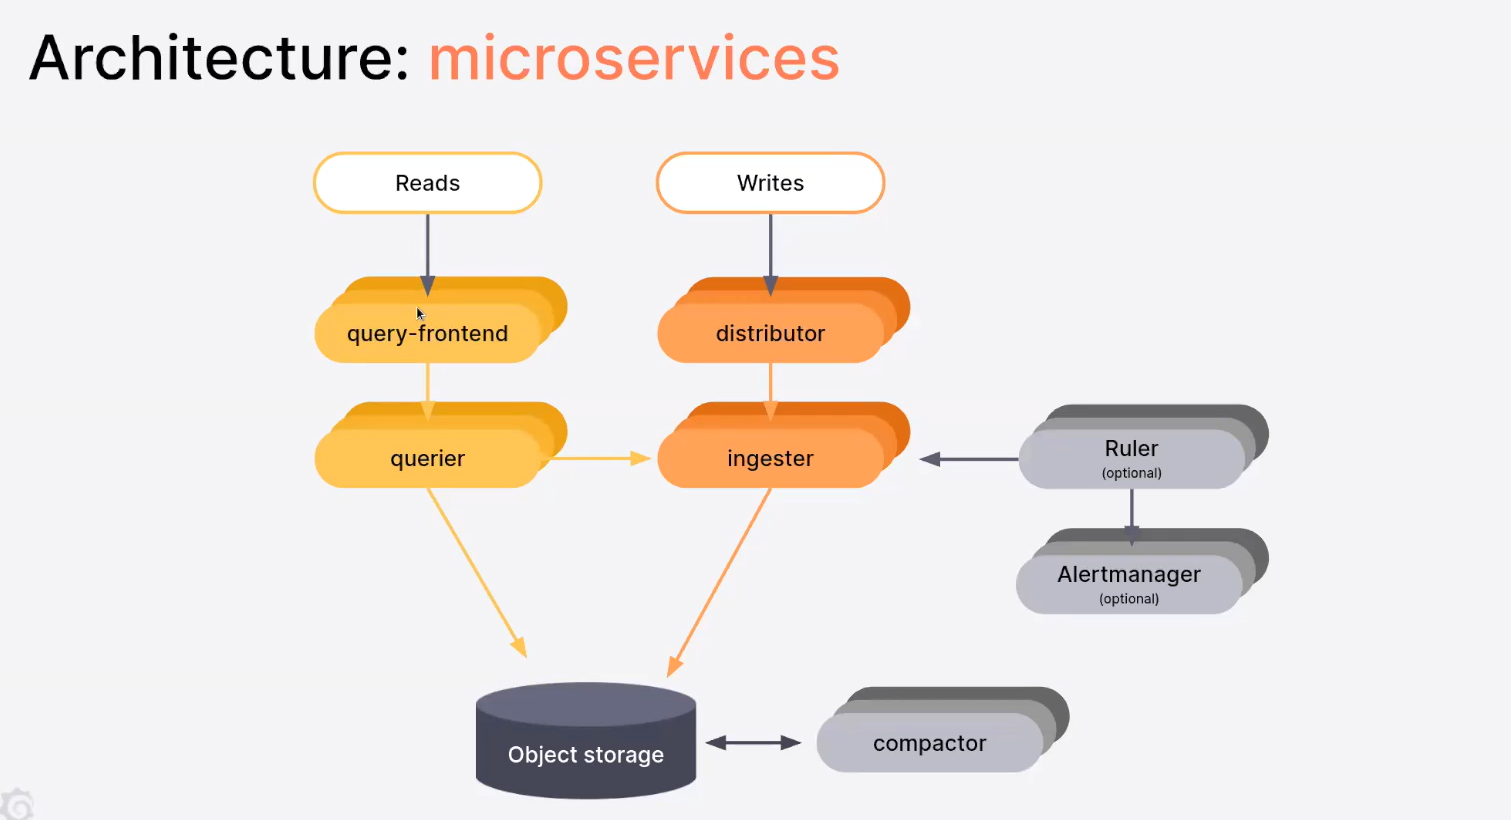 Architecture: microservices
Reads
Writes
query-frontend
distributor
querier
ingester
Ruler
(optional)
Alertmanager
(optional)
Object storage
compactor